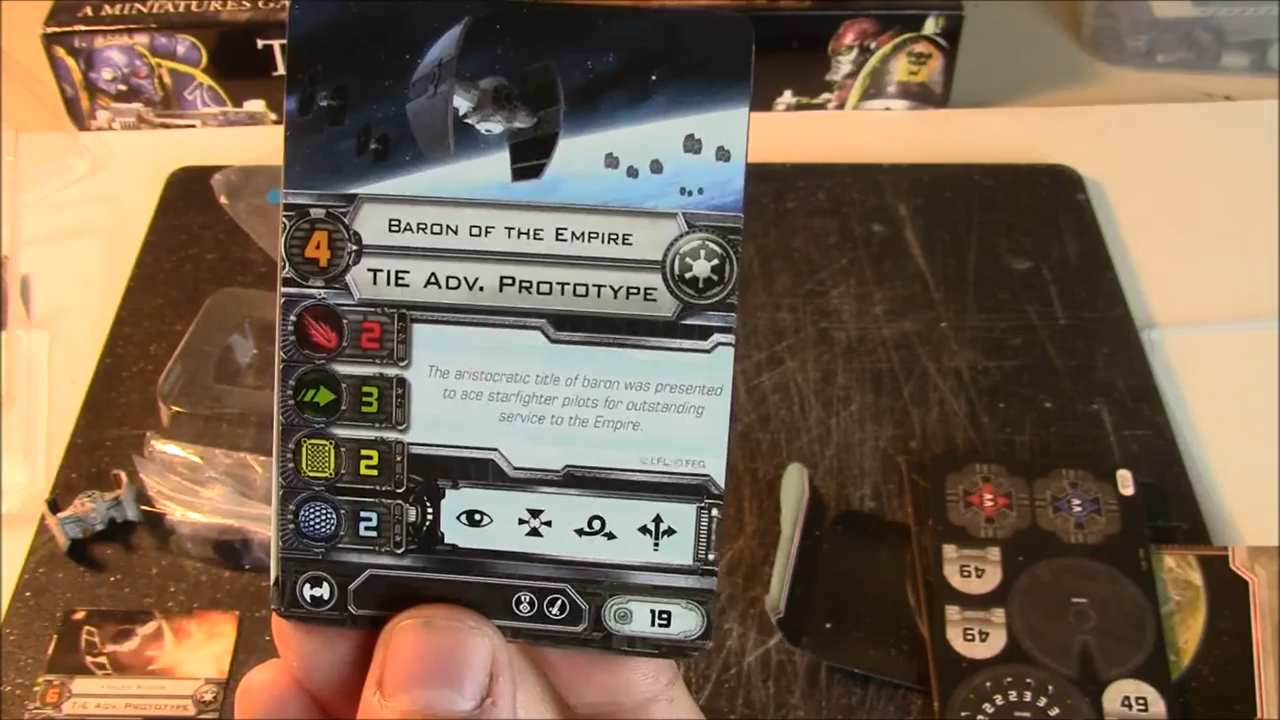 A MINIATURES GA
T
4
BARON OF THE EMPIRE
TIE ADV. PROTOTYPE
2
The aristocratic title of baron was presented
to ace starfighter pilots for outstanding
service to the Empire.
3
©LFL ©FFG
2
2
19
49
49
49
22233
6
TIE ADV. PROTOTYPE